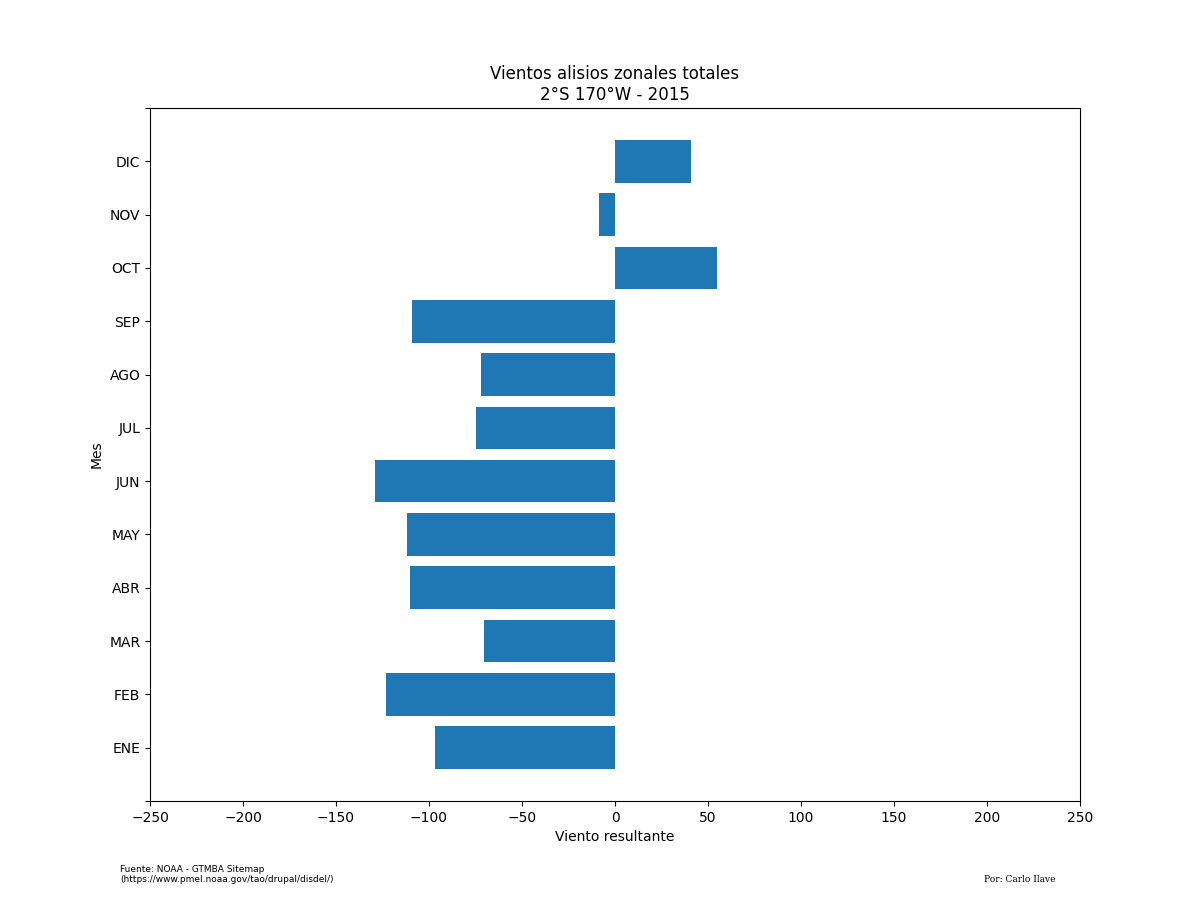 Vientos alisios zonales totales
2°S 170°W - 2015
DIC
NOV
OCT
SEP
AGO
JUL
JUN
MAY
ABR
MAR
FEB
ENE
Mes
−250 −200 −150 −100 −50 0 50 100 150 200 250
Viento resultante
Fuente: NOAA - GTMBA Sitemap
(https://www.pmel.noaa.gov/tao/drupal/disdel/)
Por: Carlo Ilave